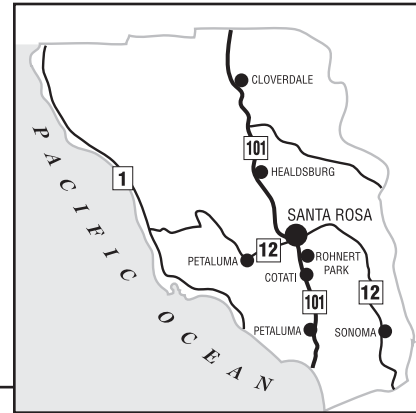 CLOVERDALE
101
HEALDSBURG
1
SANTA ROSA
12
PETALUMA
ROHNERT
PARK
COTATI
12
101
PETALUMA
SONOMA
PACIFIC OCEAN